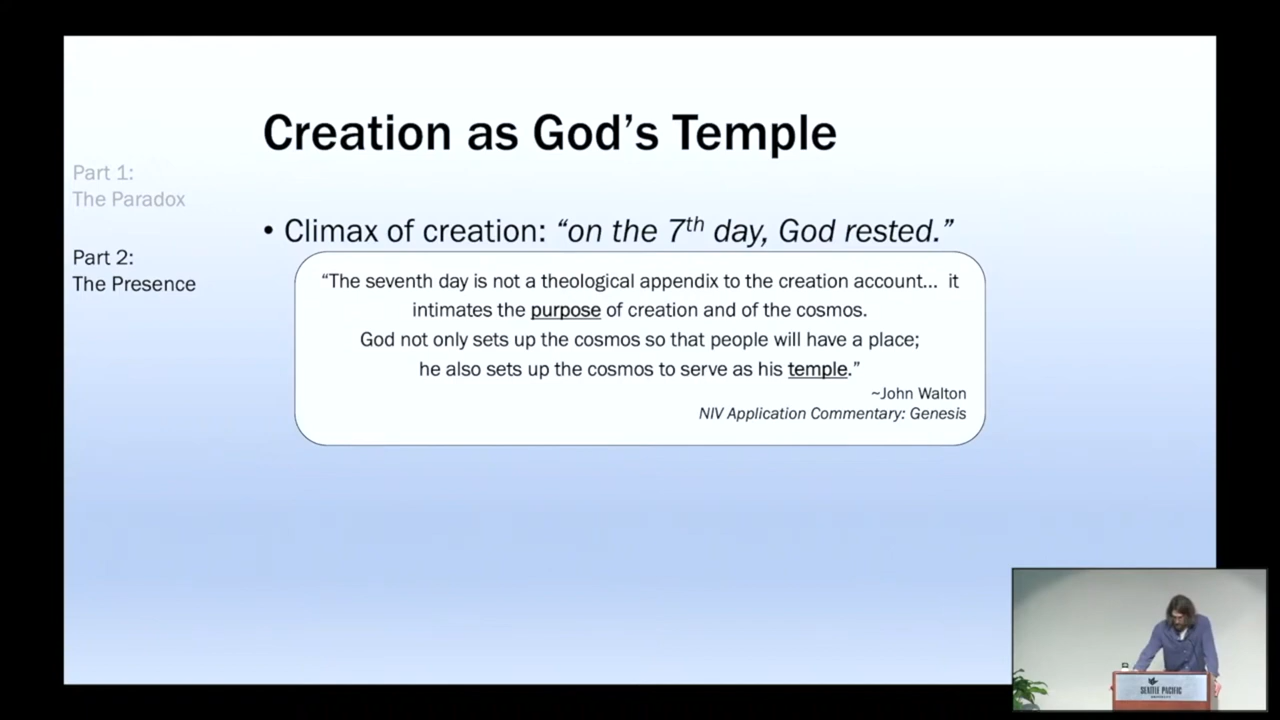 Creation as God’s Temple
Part 1:
The Paradox
Part 2:
The Presence
• Climax of creation: “on the 7th day, God rested.”
“The seventh day is not a theological appendix to the creation account... it
intimates the purpose of creation and of the cosmos.
God not only sets up the cosmos so that people will have a place;
he also sets up the cosmos to serve as his temple.”
~John Walton
NIV Application Commentary: Genesis
SEATTLE PACIFIC